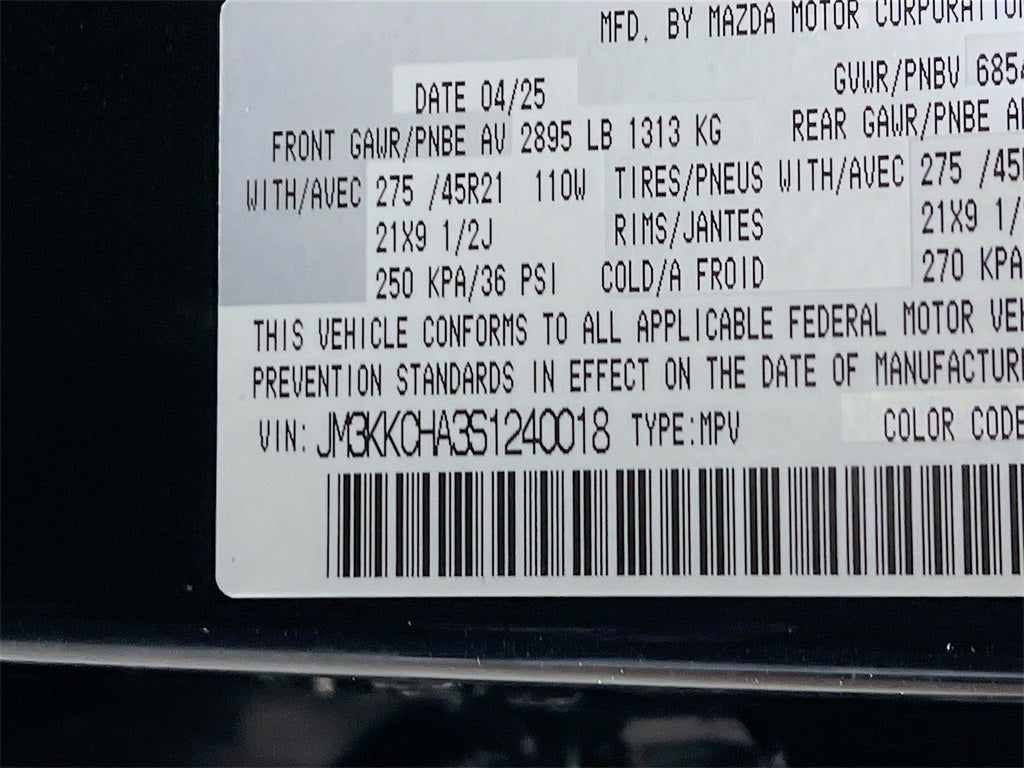 MFD. BY MAZDA MOTOR
DATE 04/25 GVWR/PNBV
FRONT GAWR/PNBE AV 2895 LB 1313 KG REAR GAWR/PNBE
WITH/AVEC 275 /45R21 110W TIRES/PNEUS WITH/AVEC 275
21X9 1/2J RIMS/JANTES 21X9
250 KPA/36 PSI COLD/A FROID 270 KPA
THIS VEHICLE CONFORMS TO ALL APPLICABLE FEDERAL MOTOR
PREVENTION STANDARDS IN EFFECT ON THE DATE OF
VIN: JM3KKCHA3S1240018 TYPE:MPV COLOR CODE